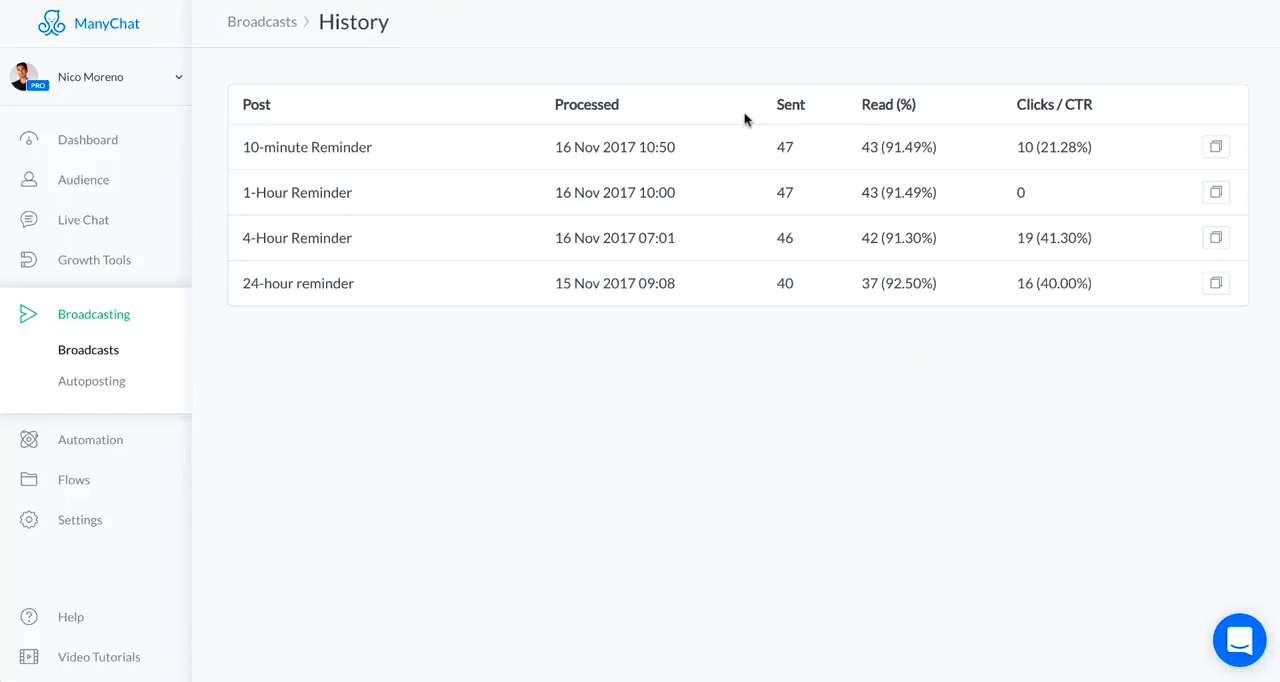 ManyChat
Broadcasts > History
PRO
Nico Moreno
Dashboard
Audience
Live Chat
Growth Tools
Broadcasting
Broadcasts
Autoposting
Automation
Flows
Settings
Help
Video Tutorials
Post Processed Sent Read (%) Clicks / CTR
10-minute Reminder 16 Nov 2017 10:50 47 43 (91.49%) 10 (21.28%)
1-Hour Reminder 16 Nov 2017 10:00 47 43 (91.49%) 0
4-Hour Reminder 16 Nov 2017 07:01 46 42 (91.30%) 19 (41.30%)
24-hour reminder 15 Nov 2017 09:08 40 37 (92.50%) 16 (40.00%)